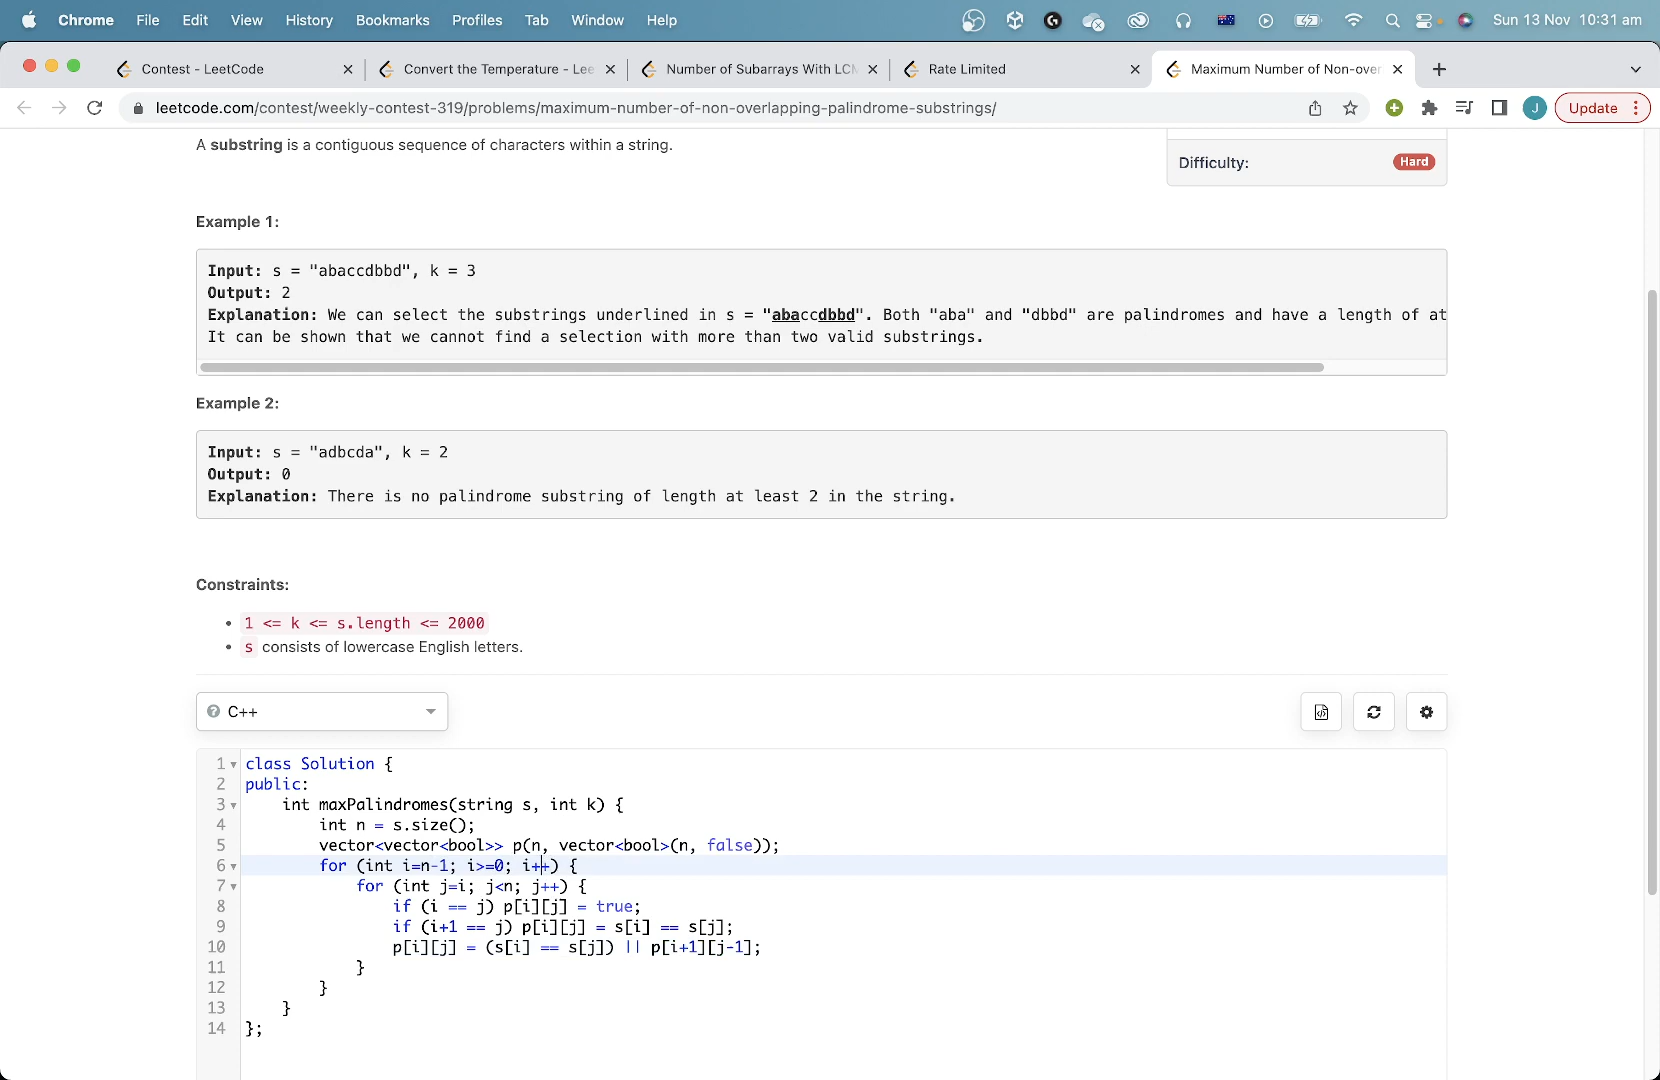 Chrome File Edit View History Bookmarks Profiles Tab Window Help Sun 13 Nov 10:31 am
Contest - LeetCode Convert the Temperature - Lee Number of Subarrays With LCM Rate Limited Maximum Number of Non-over
leetcode.com/contest/weekly-contest-319/problems/maximum-number-of-non-overlapping-palindrome-substrings/ J Update
A substring is a contiguous sequence of characters within a string.
Difficulty: Hard
Example 1:
Input: s = "abaccdbbd", k = 3
Output: 2
Explanation: We can select the substrings underlined in s = "abaccdbbd". Both "aba" and "dbbd" are palindromes and have a length of at
It can be shown that we cannot find a selection with more than two valid substrings.
Example 2:
Input: s = "adbcda", k = 2
Output: 0
Explanation: There is no palindrome substring of length at least 2 in the string.
Constraints:
• 1 <= k <= s.length <= 2000
• s consists of lowercase English letters.
C++
1 class Solution {
2 public:
3 int maxPalindromes(string s, int k) {
4 int n = s.size();
5 vector<vector<bool>> p(n, vector<bool>(n, false));
6 for (int i=n-1; i>=0; i++) {
7 for (int j=i; j<n; j++) {
8 if (i == j) p[i][j] = true;
9 if (i+1 == j) p[i][j] = s[i] == s[j];
10 p[i][j] = (s[i] == s[j]) || p[i+1][j-1];
11 }
12 }
13 }
14 };